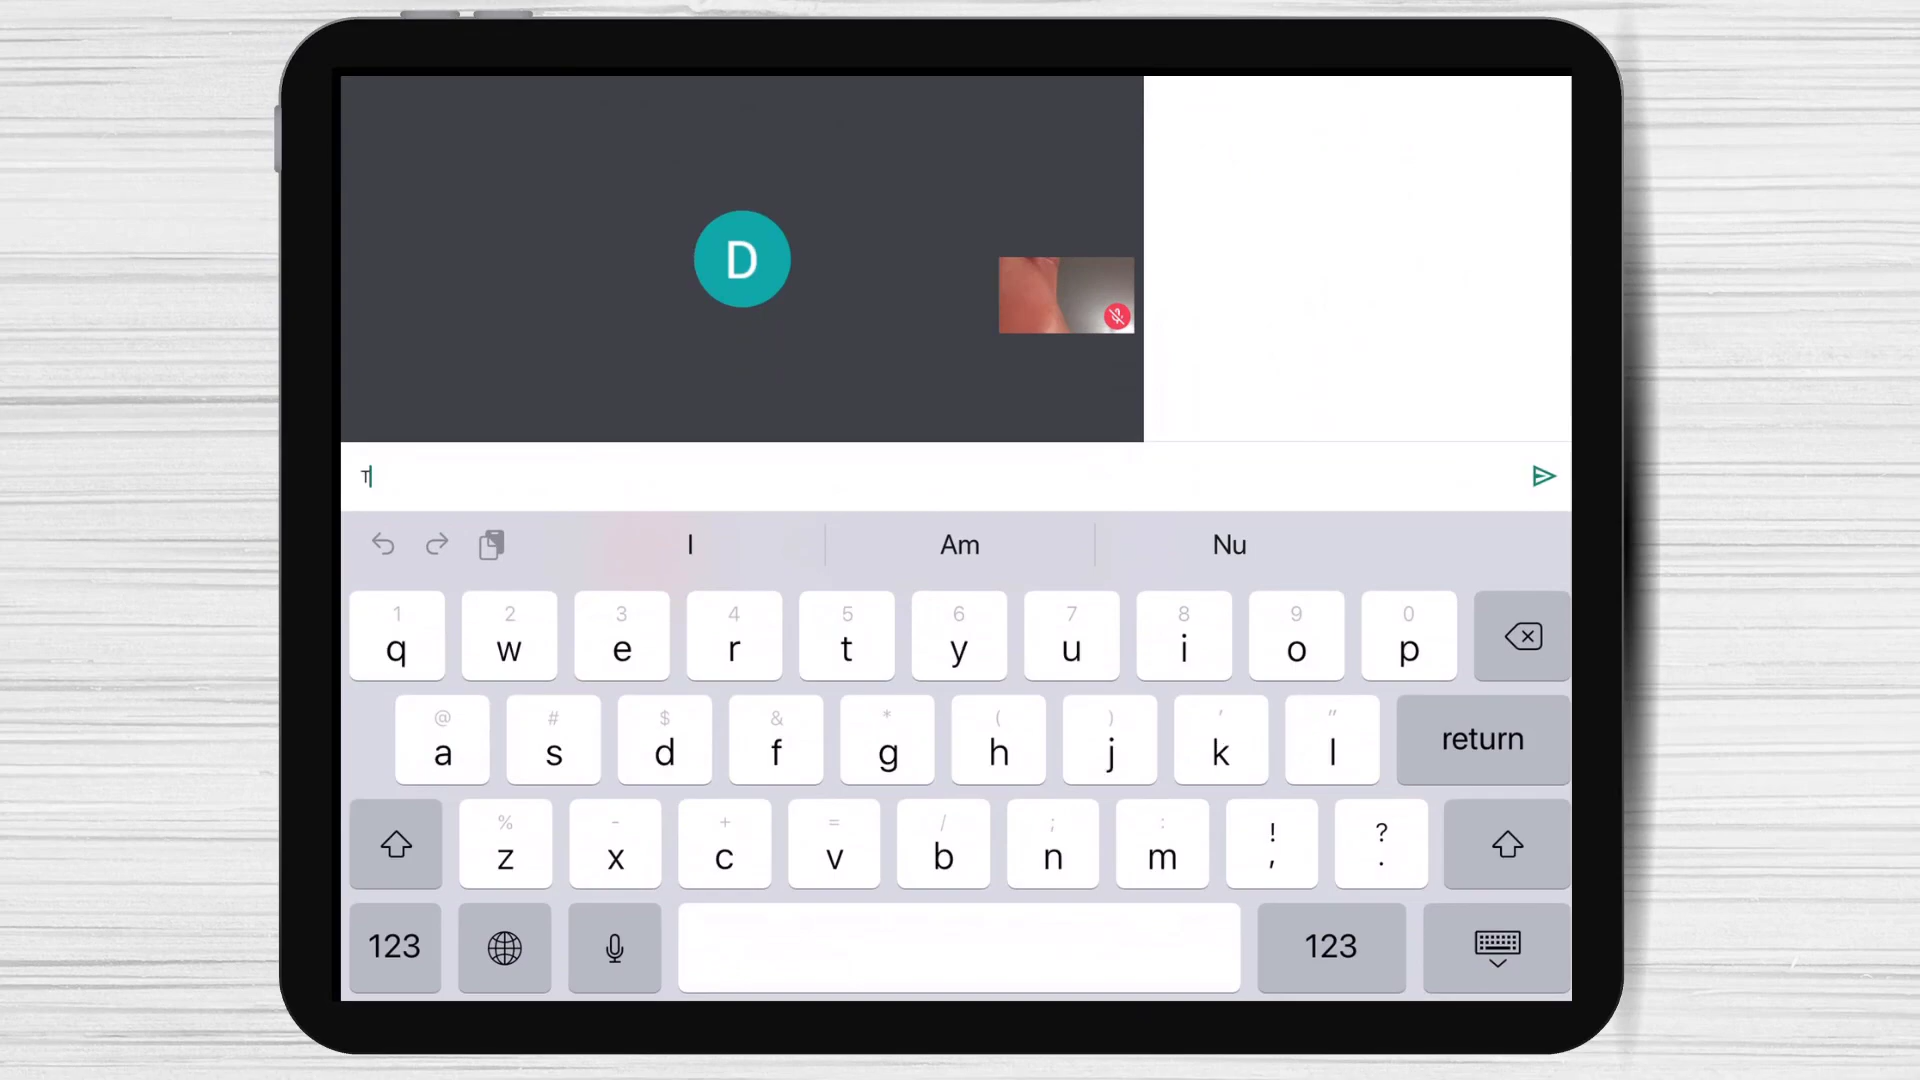 D
T
I Am Nu
1 2 3 4 5 6 7 8 9 0
q w e r t y u i o p
@ # $ & * ( ) ' "
a s d f g h j k l return
% - + = / ; : ! ?
z x c v b n m , .
123 123